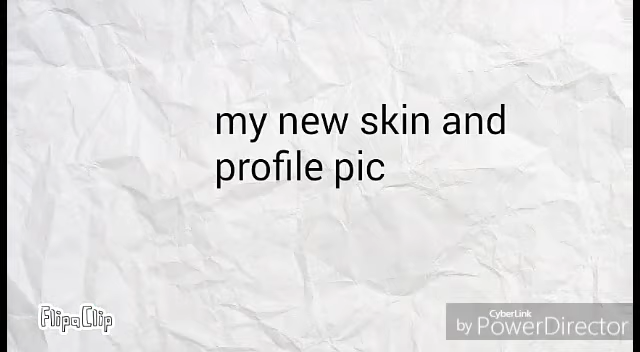 my new skin and
profile pic
FlipaClip
CyberLink
by PowerDirector